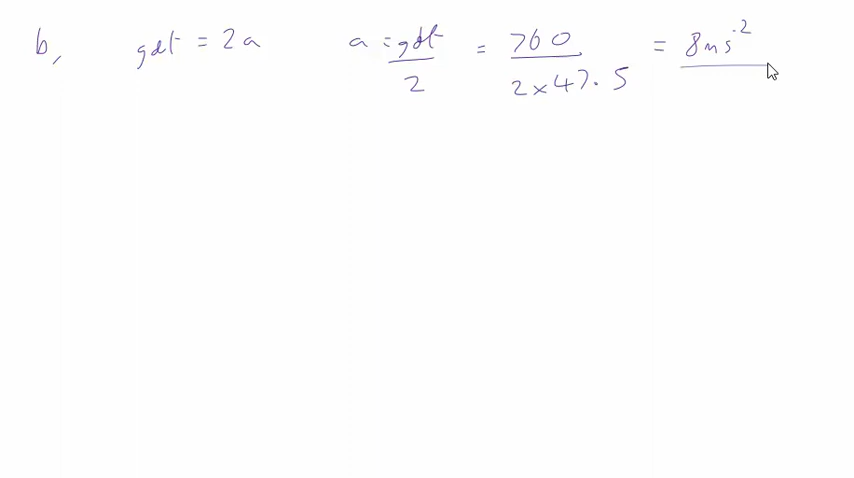 b, gdt = 2a a = gdt/2 = 760/(2 × 47.5) = 8ms⁻²